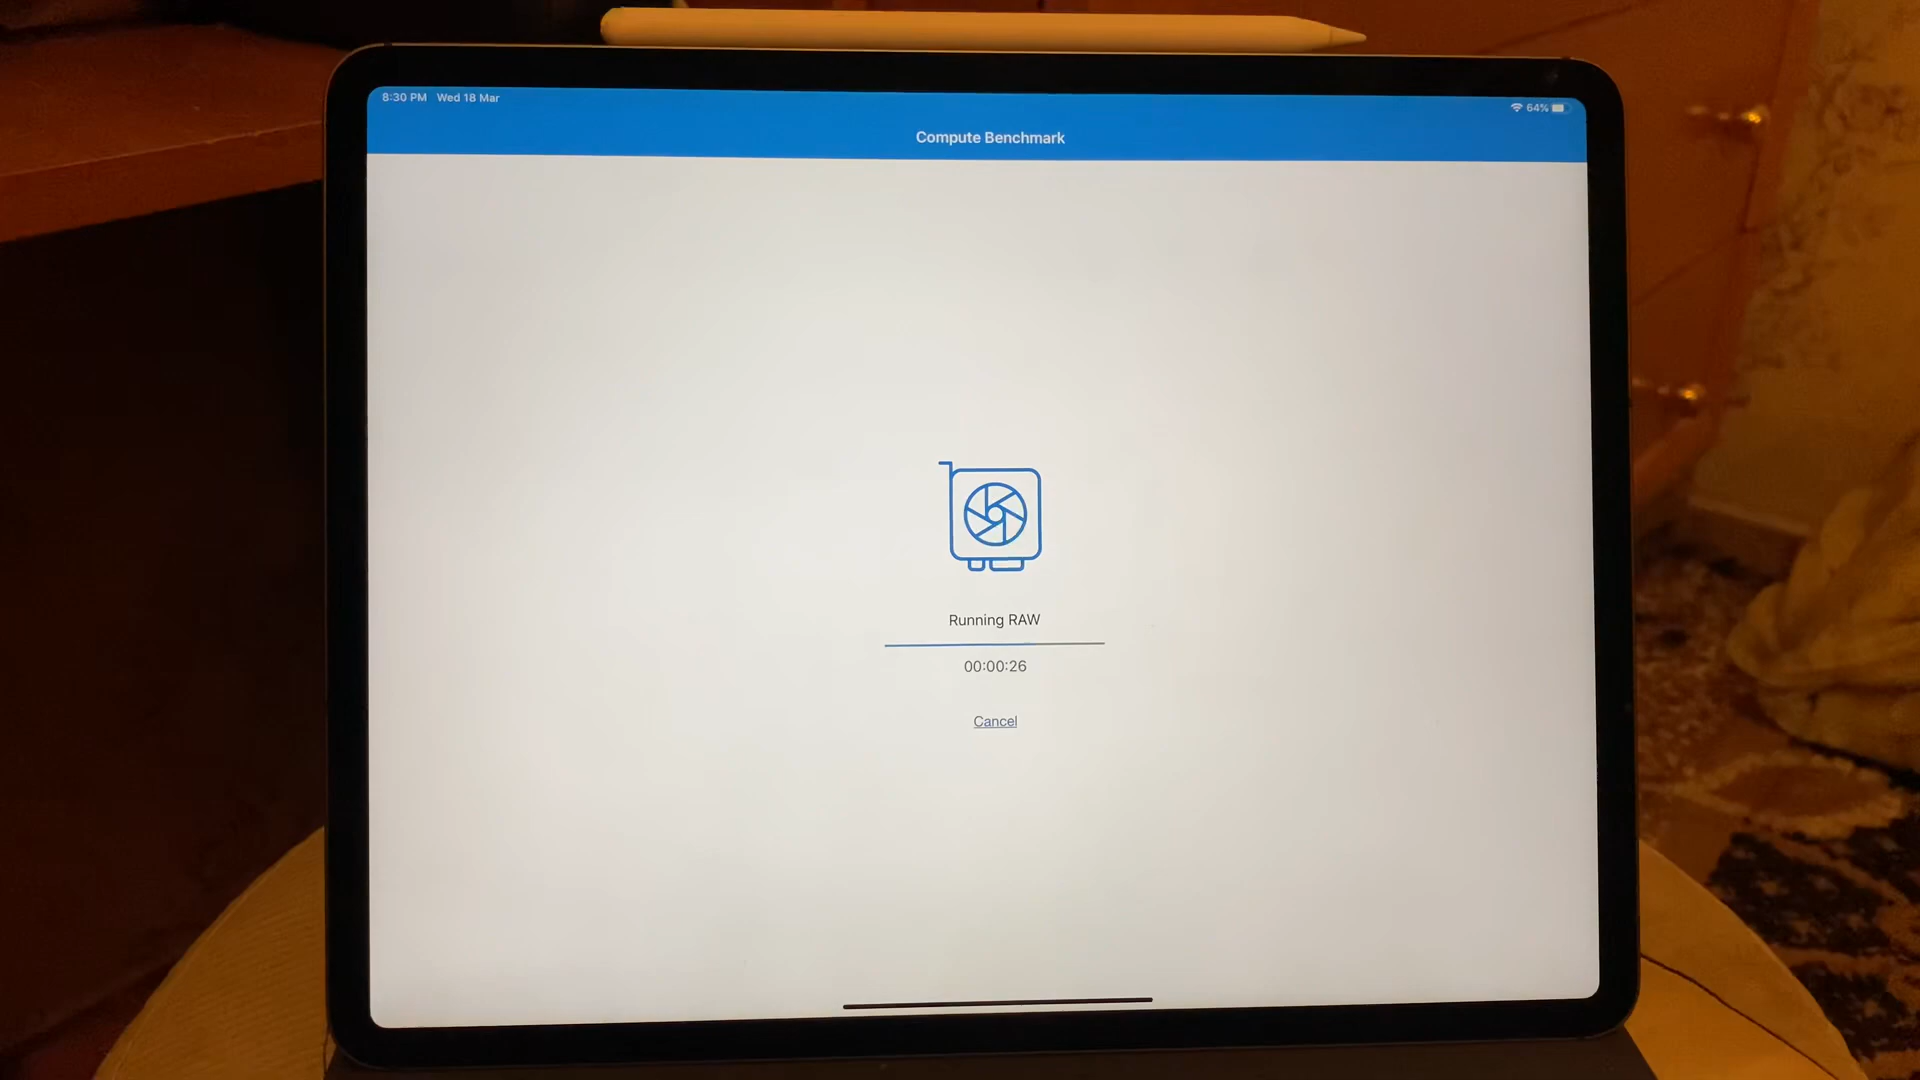 8:30 PM Wed 18 Mar
64%
Compute Benchmark
Running RAW
00:00:26
Cancel